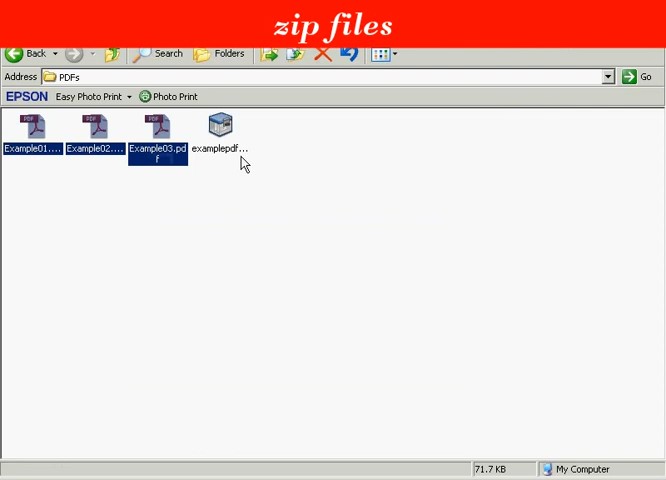 zip files
Back
Search
Folders
Address
PDFs
Go
EPSON
Easy Photo Print
Photo Print
PDF
PDF
PDF
Example01....
Example02....
Example03.pd
f
examplepdf...
71.7 KB
My Computer